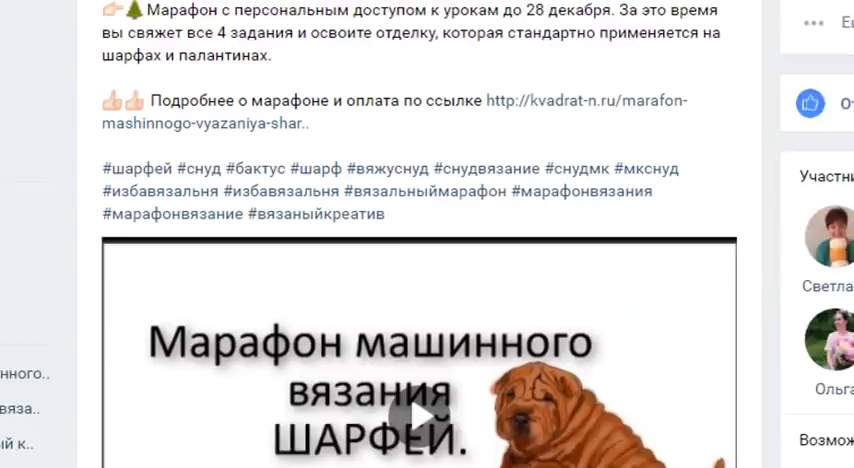 Марафон с персональным доступом к урокам до 28 декабря. За это время
вы свяжет все 4 задания и освоите отделку, которая стандартно применяется на
шарфах и палантинах.
Подробнее о марафоне и оплата по ссылке http://kvadrat-n.ru/marafon-
mashinnogo-vyazaniya-shar..
#шарфей #снуд #бактус #шарф #вяжуснуд #снудвязание #снудмк #мкснуд
#избавязальня #избавязальня #вязальныймарафон #марафонвязания
#марафонвязание #вязаныйкреатив
Марафон машинного
вязания
ШАРФЕЙ.
нного..
вяза..
ый к..
Участни
Светла
Ольга
Возмож